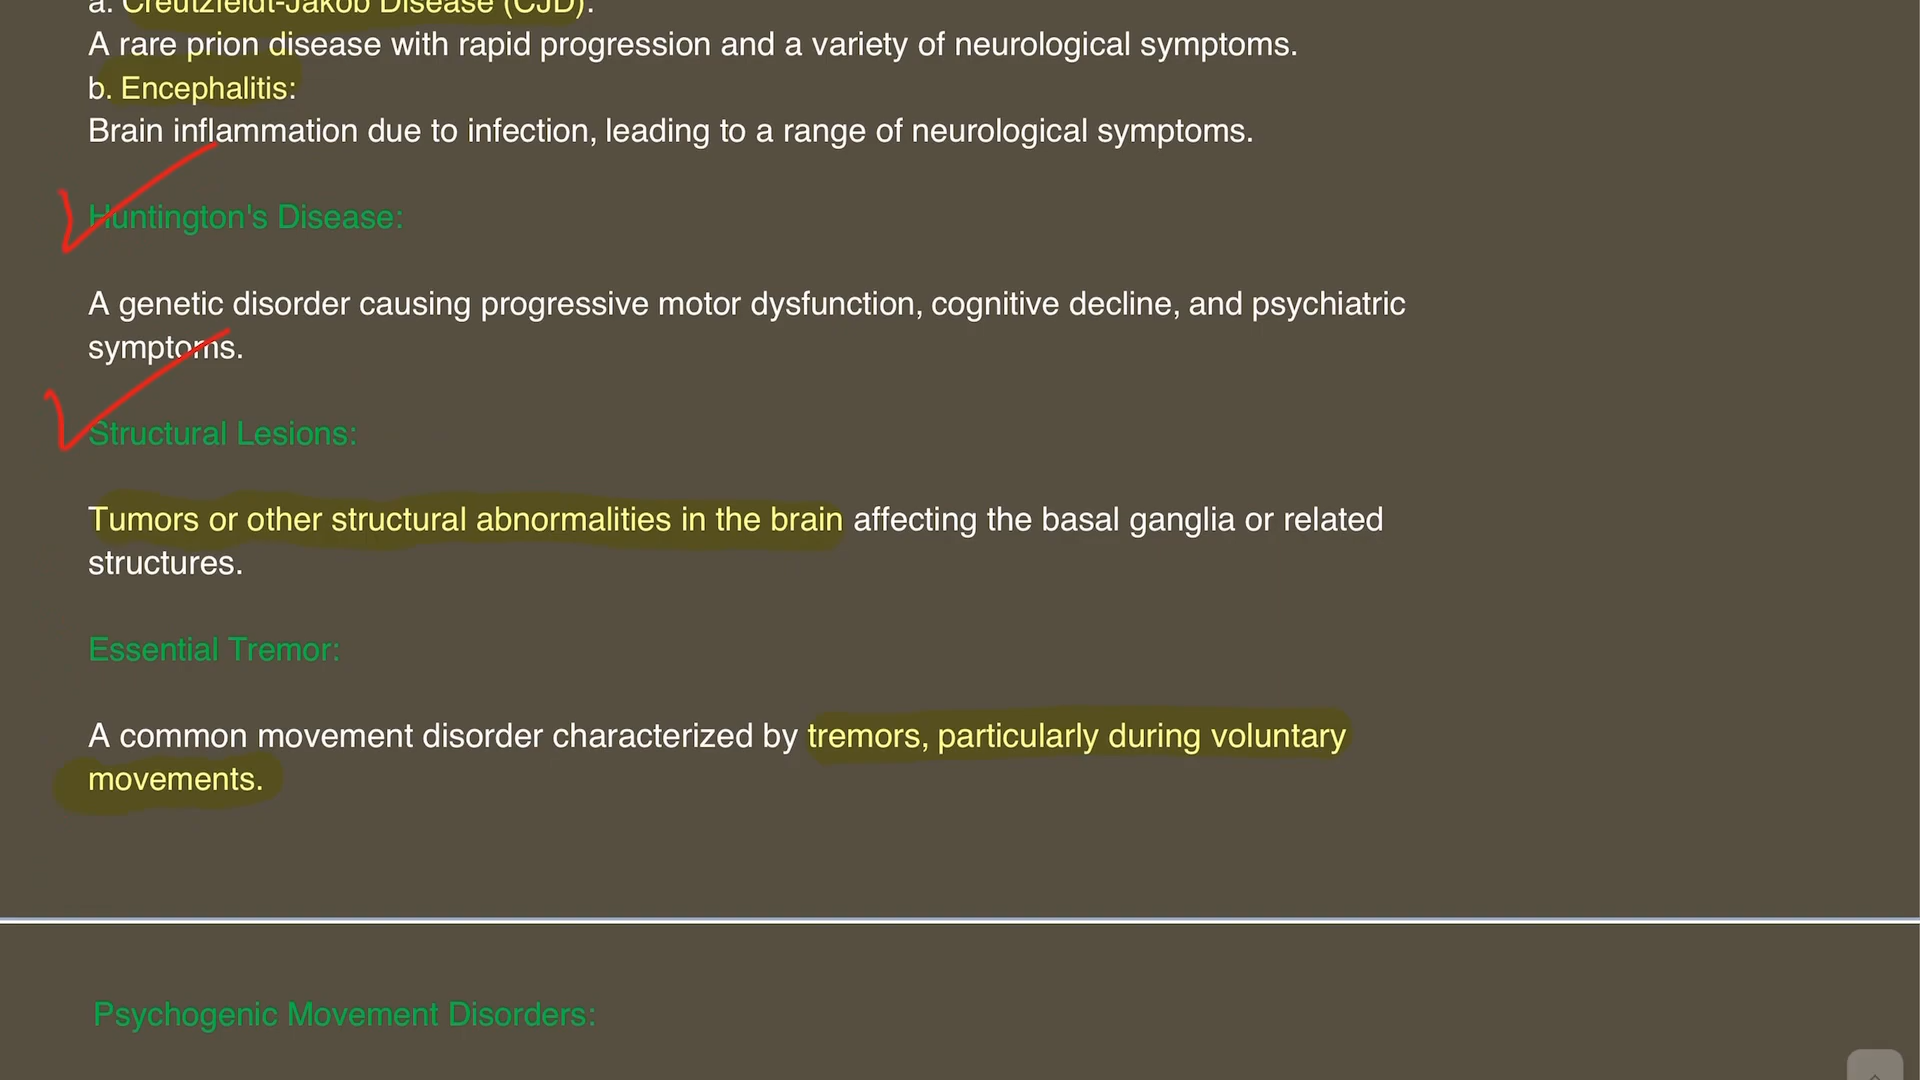 a. Creutzfeldt-Jakob Disease (CJD):
A rare prion disease with rapid progression and a variety of neurological symptoms.
b. Encephalitis:
Brain inflammation due to infection, leading to a range of neurological symptoms.
Huntington's Disease:
A genetic disorder causing progressive motor dysfunction, cognitive decline, and psychiatric
symptoms.
Structural Lesions:
Tumors or other structural abnormalities in the brain affecting the basal ganglia or related
structures.
Essential Tremor:
A common movement disorder characterized by tremors, particularly during voluntary
movements.
Psychogenic Movement Disorders: